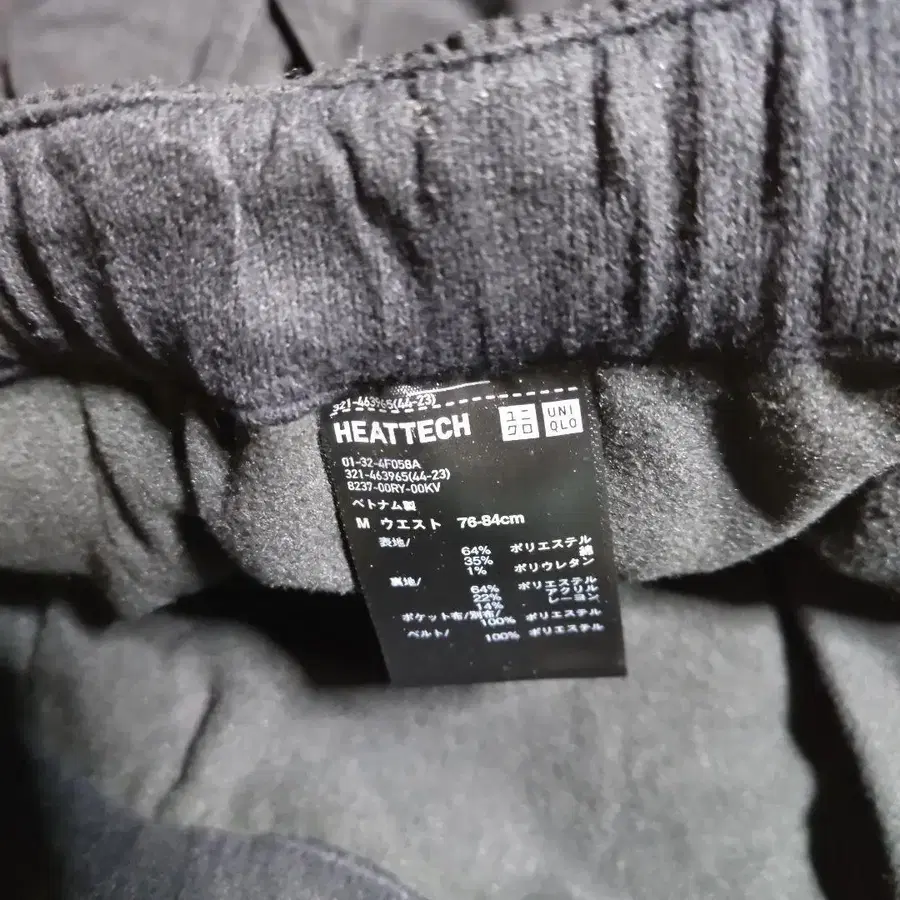 321-463965(44-23)
HEATTECH ユニクロ UNIQLO
01-32-4F058A
321-463965(44-23)
8237-00RY-00KV
ベトナム製
M ウエスト 76-84cm
表地/
64% ポリエステル
35% 綿
1% ポリウレタン
裏地/
64% ポリエステル
22% アクリル
14% レーヨン
ポケット布/別布/
100% ポリエステル
ベルト/ 100% ポリエステル